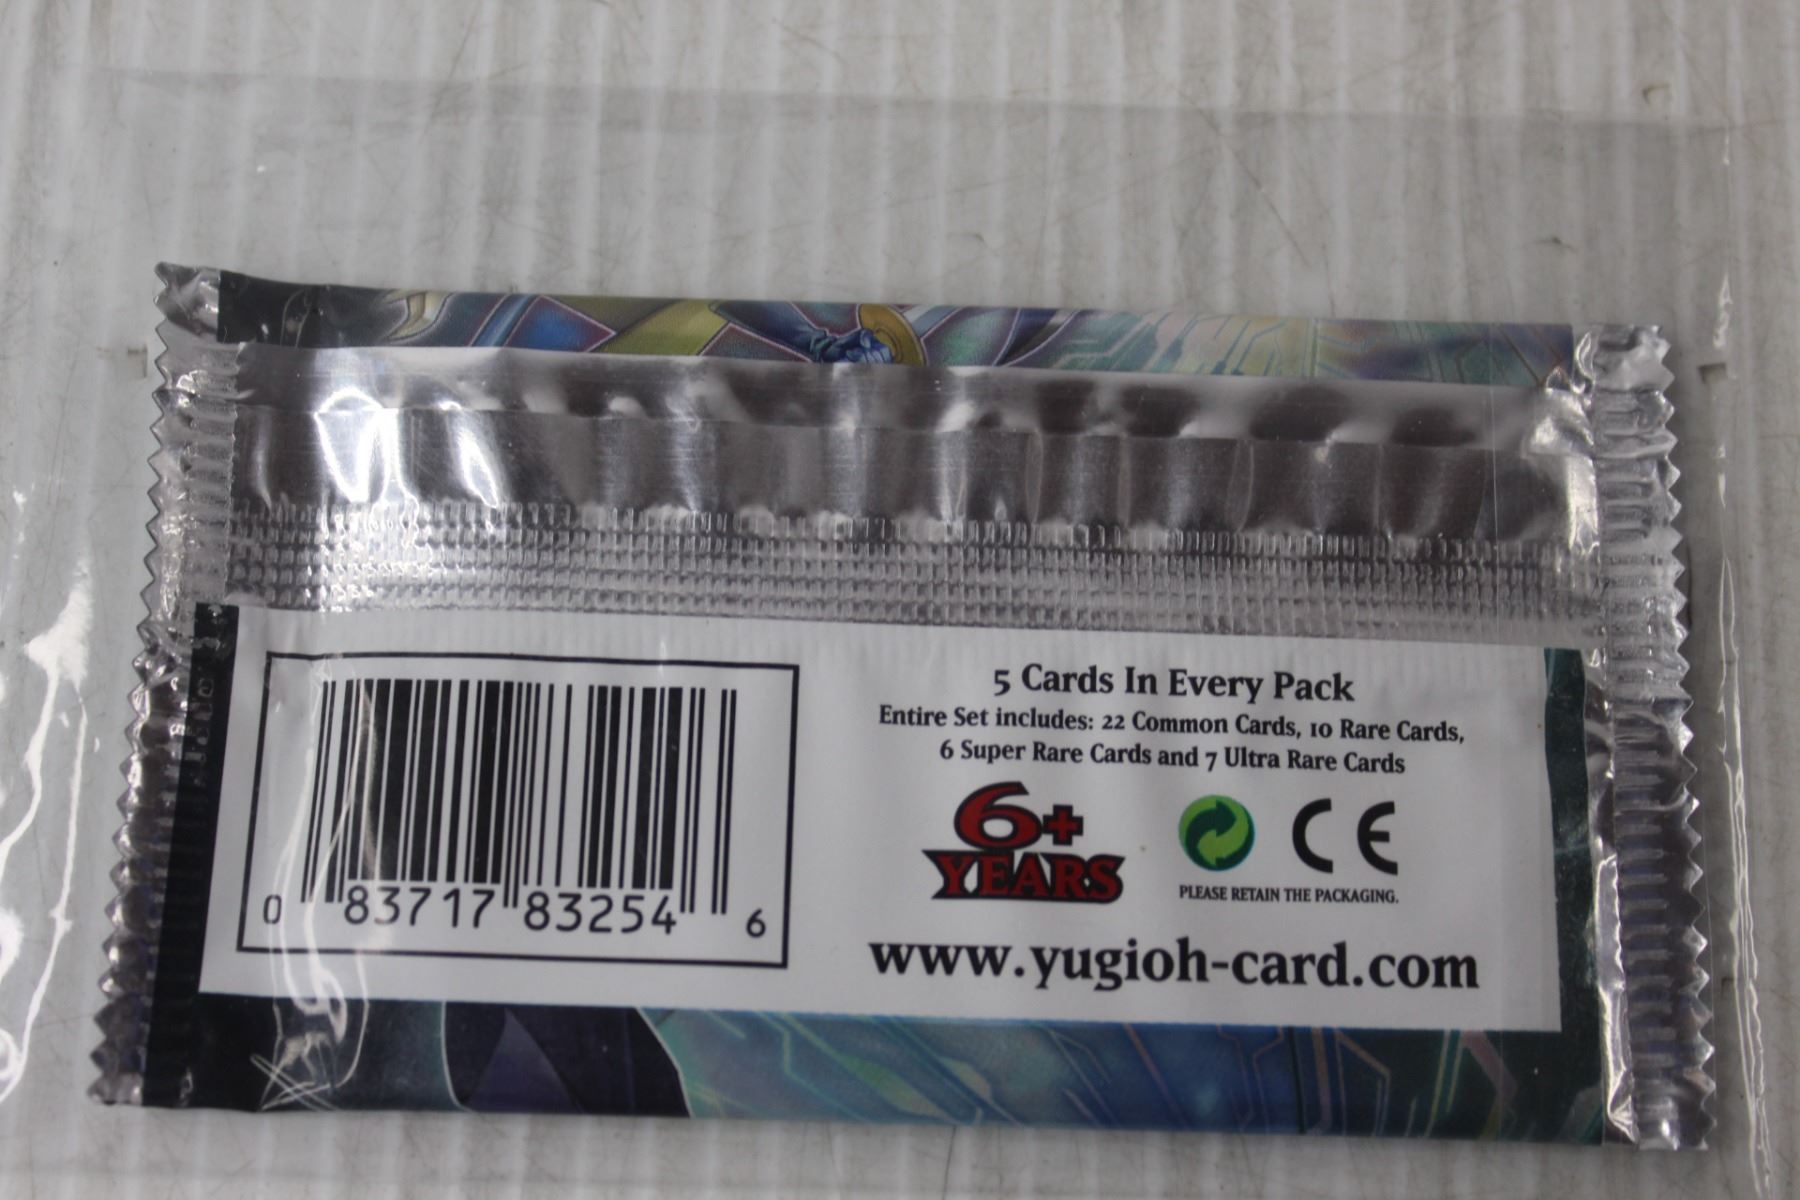 5 Cards In Every Pack
Entire Set includes: 22 Common Cards, 10 Rare Cards,
6 Super Rare Cards and 7 Ultra Rare Cards
6+
YEARS
CE
PLEASE RETAIN THE PACKAGING.
www.yugioh-card.com
0 83717 83254 6